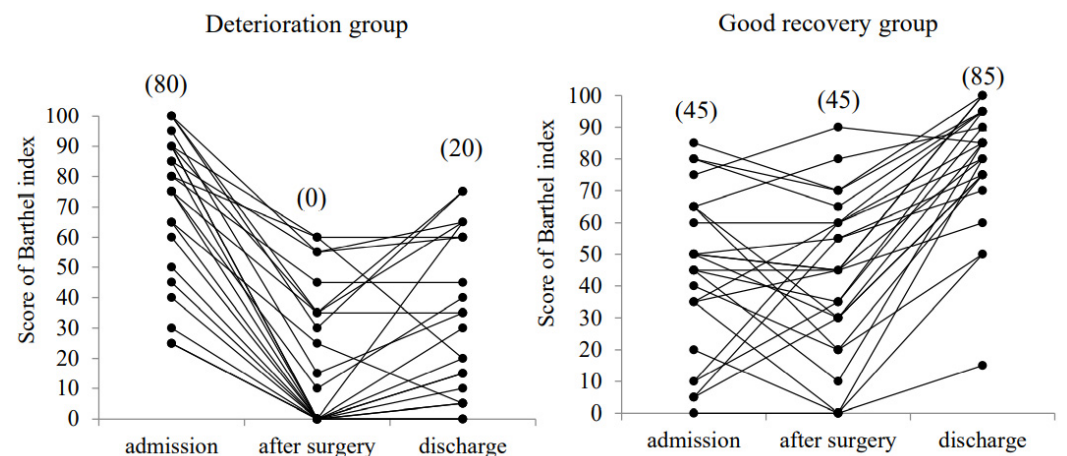 Deterioration group
(80)
(0)
(20)
Score of Barthel index
100
90
80
70
60
50
40
30
20
10
0
admission
after surgery
discharge
Good recovery group
(45)
(45)
(85)
Score of Barthel index
100
90
80
70
60
50
40
30
20
10
0
admission
after surgery
discharge